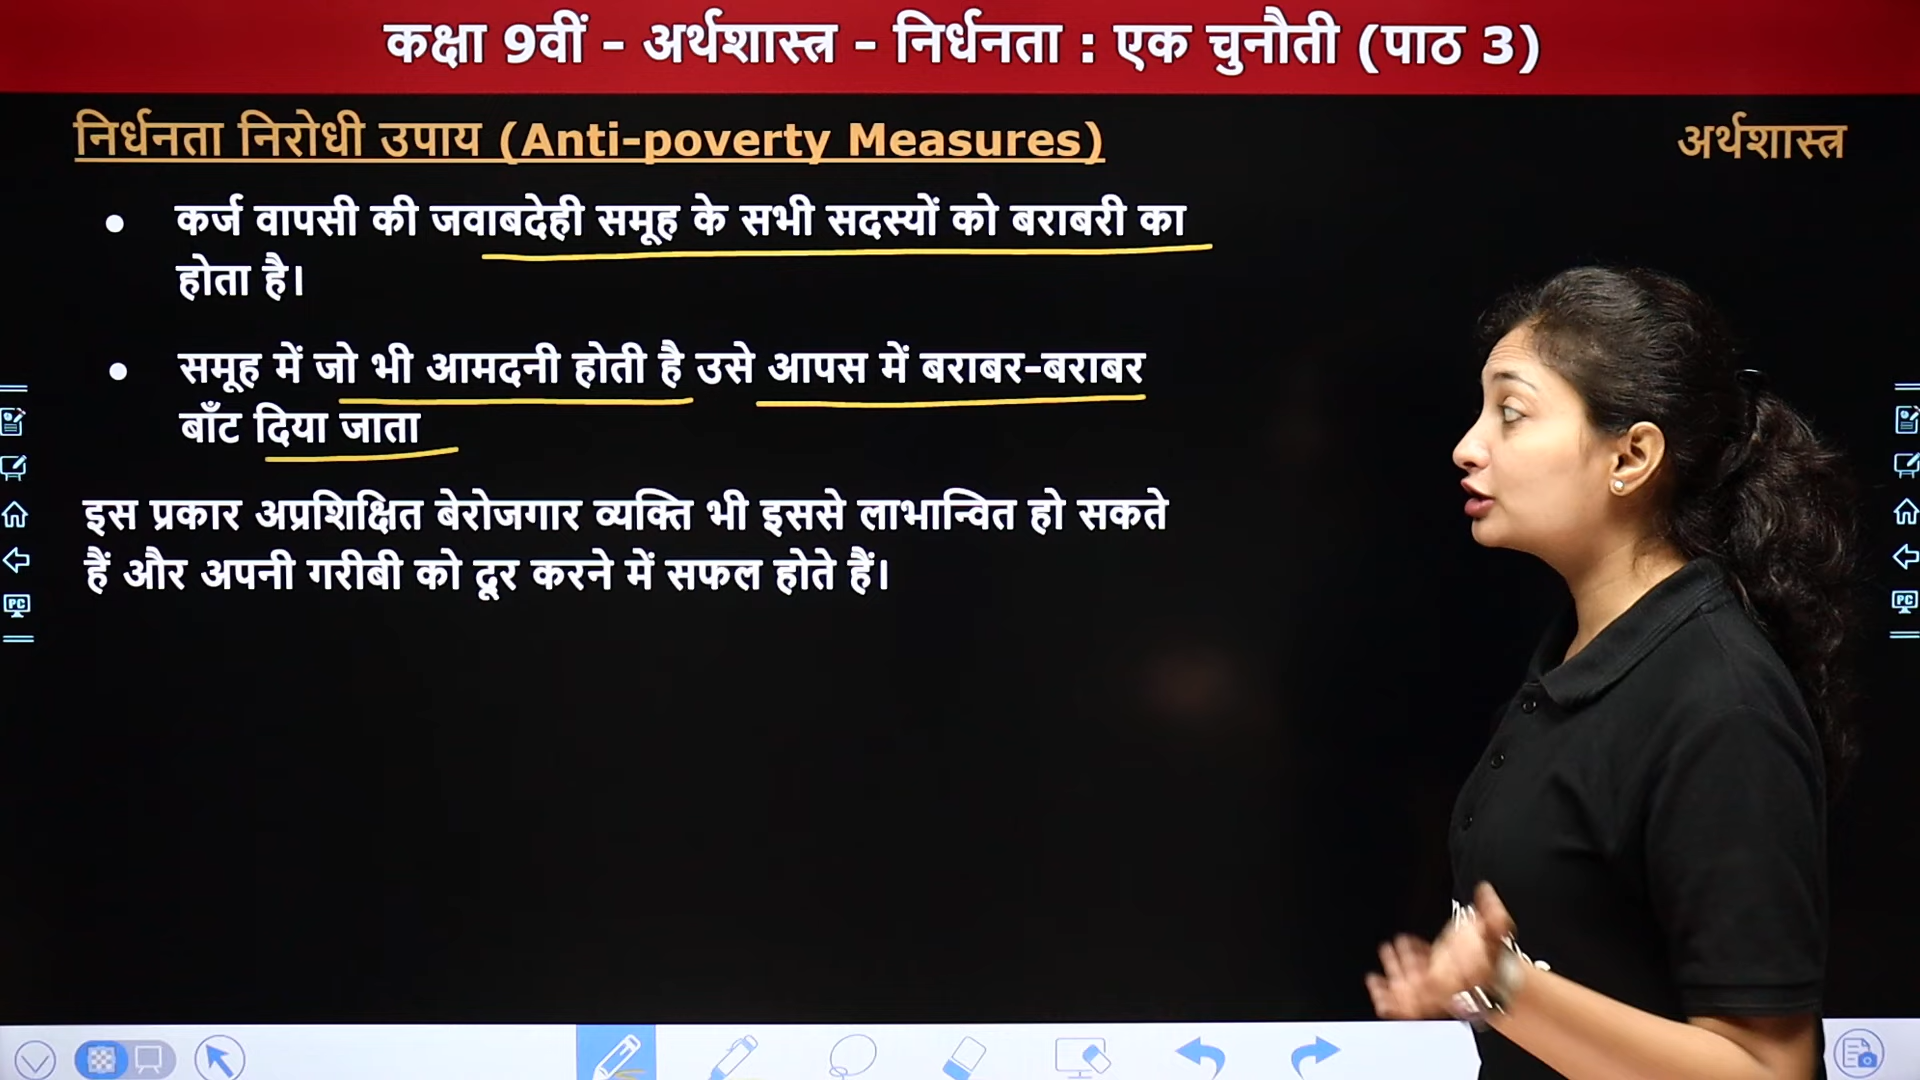 कक्षा 9वीं - अर्थशास्त्र - निर्धनता : एक चुनौती (पाठ 3)
निर्धनता निरोधी उपाय (Anti-poverty Measures)
अर्थशास्त्र
कर्ज वापसी की जवाबदेही समूह के सभी सदस्यों को बराबरी का
होता है।
समूह में जो भी आमदनी होती है उसे आपस में बराबर-बराबर
बाँट दिया जाता
इस प्रकार अप्रशिक्षित बेरोजगार व्यक्ति भी इससे लाभान्वित हो सकते
हैं और अपनी गरीबी को दूर करने में सफल होते हैं।
PC
PC